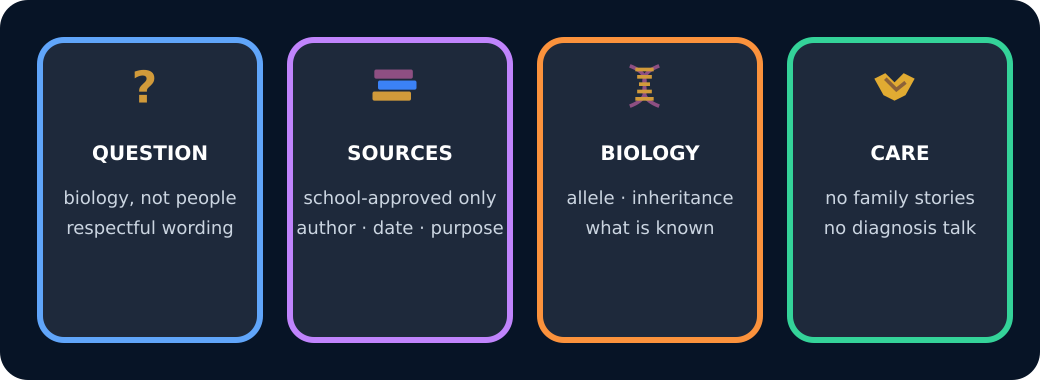 ?
QUESTION
biology, not people
respectful wording
SOURCES
school-approved only
author · date · purpose
BIOLOGY
allele · inheritance
what is known
CARE
no family stories
no diagnosis talk